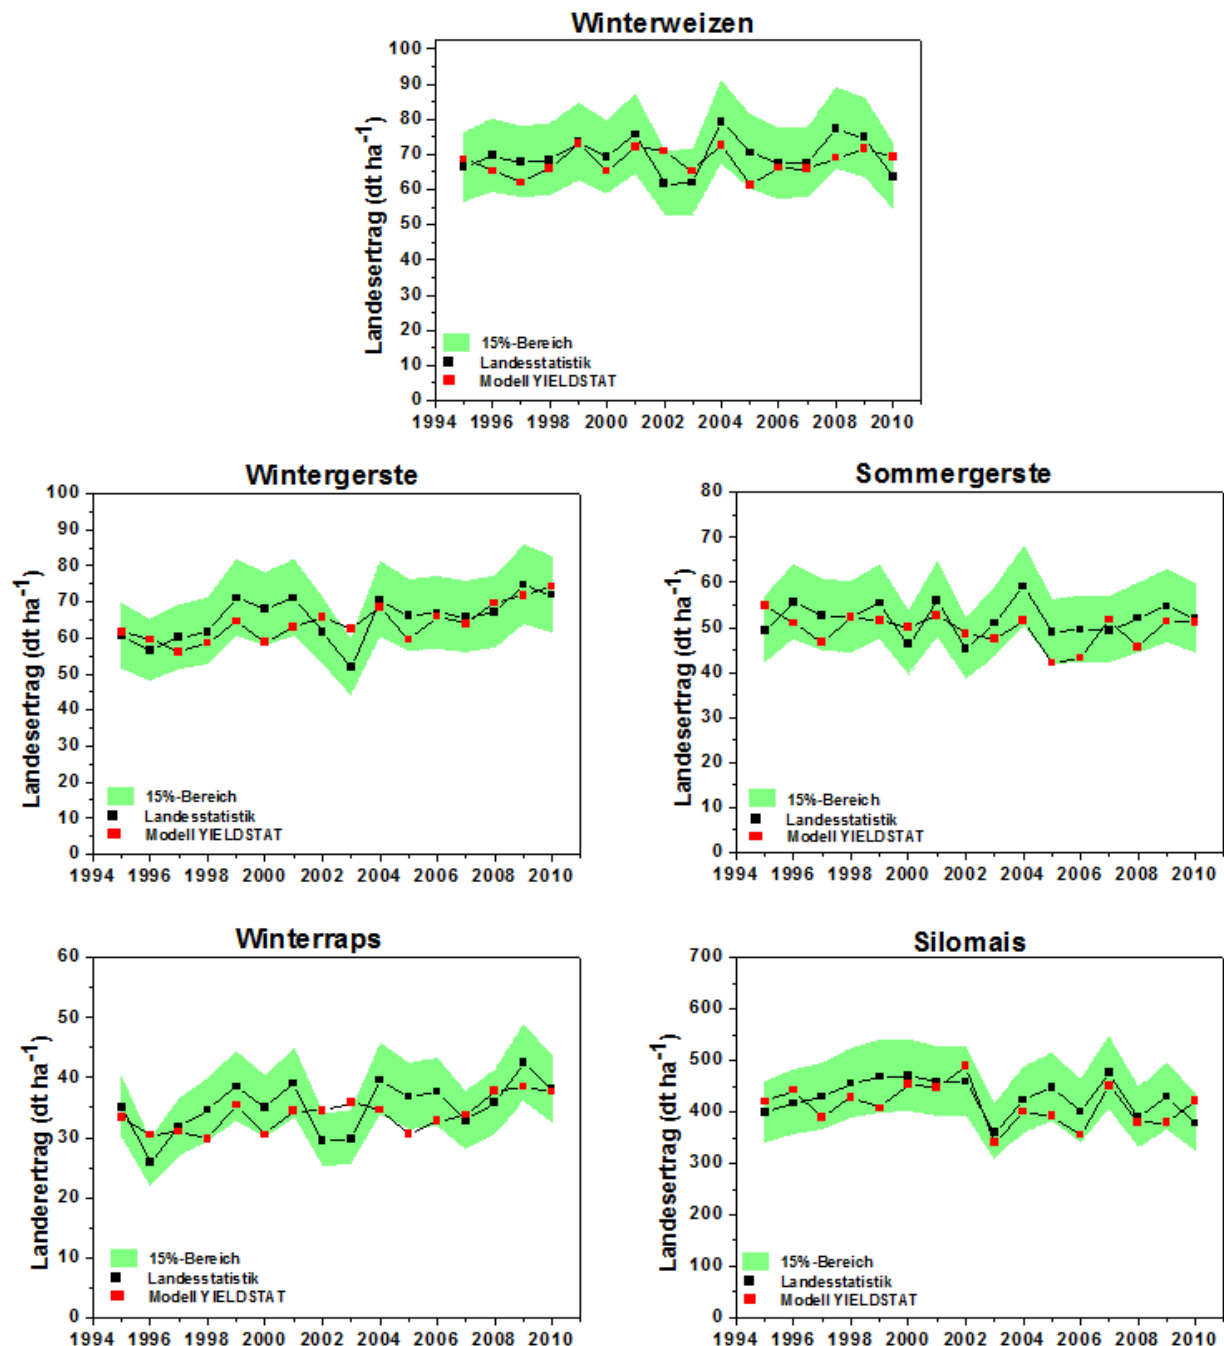 Winterweizen
Landesertrag (dt ha⁻¹)
100
90
80
70
60
50
40
30
20
10
0
15%-Bereich
Landesstatistik
Modell YIELDSTAT
1994 1996 1998 2000 2002 2004 2006 2008 2010
Wintergerste
Landesertrag (dt ha⁻¹)
100
90
80
70
60
50
40
30
20
10
0
15%-Bereich
Landesstatistik
Modell YIELDSTAT
1994 1996 1998 2000 2002 2004 2006 2008 2010
Sommergerste
Landesertrag (dt ha⁻¹)
80
70
60
50
40
30
20
10
0
15%-Bereich
Landesstatistik
Modell YIELDSTAT
1994 1996 1998 2000 2002 2004 2006 2008 2010
Winterraps
Landerertrag (dt ha⁻¹)
60
50
40
30
20
10
0
15%-Bereich
Landesstatistik
Modell YIELDSTAT
1994 1996 1998 2000 2002 2004 2006 2008 2010
Silomais
Landesertrag (dt ha⁻¹)
700
600
500
400
300
200
100
0
15%-Bereich
Landesstatistik
Modell YIELDSTAT
1994 1996 1998 2000 2002 2004 2006 2008 2010